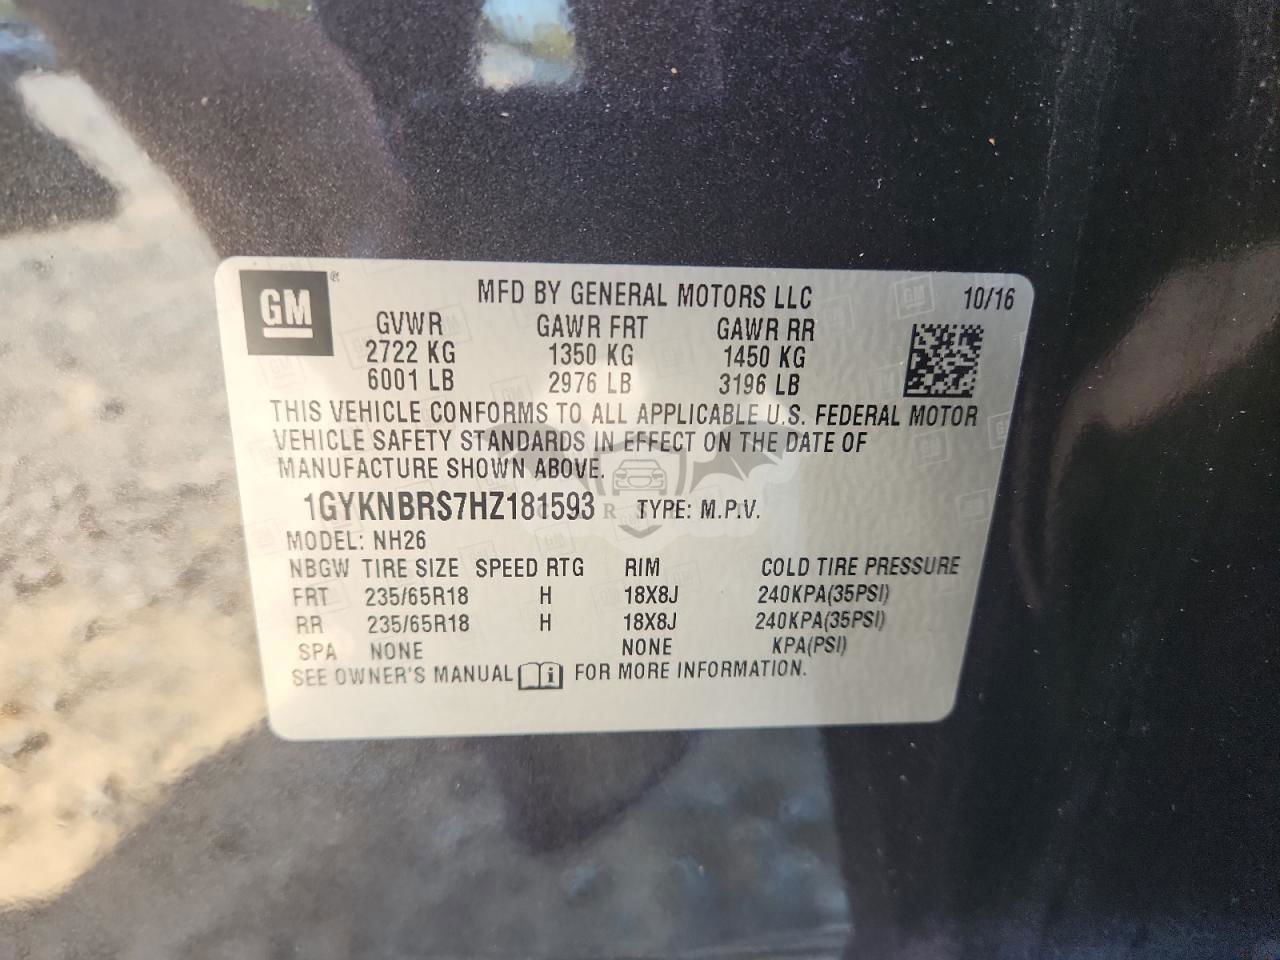 GM ®
MFD BY GENERAL MOTORS LLC 10/16
GVWR GAWR FRT GAWR RR
2722 KG 1350 KG 1450 KG
6001 LB 2976 LB 3196 LB
THIS VEHICLE CONFORMS TO ALL APPLICABLE U.S. FEDERAL MOTOR
VEHICLE SAFETY STANDARDS IN EFFECT ON THE DATE OF
MANUFACTURE SHOWN ABOVE.
1GYKNBRS7HZ181593 TYPE: M.P.V.
MODEL: NH26
NBGW TIRE SIZE SPEED RTG RIM COLD TIRE PRESSURE
FRT 235/65R18 H 18X8J 240KPA(35PSI)
RR 235/65R18 H 18X8J 240KPA(35PSI)
SPA NONE NONE KPA(PSI)
SEE OWNER'S MANUAL FOR MORE INFORMATION.